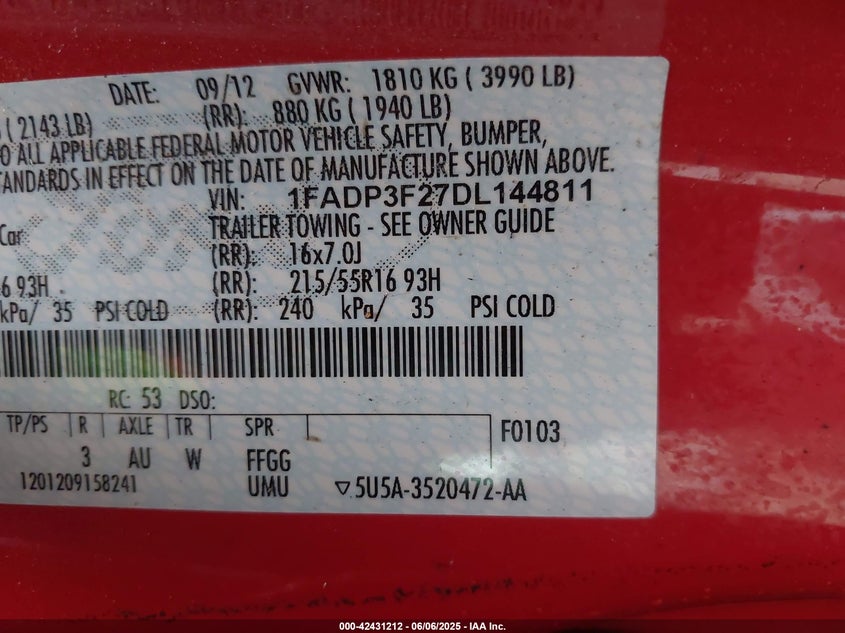 DATE: 09/12 GVWR: 1810 KG ( 3990 LB)
( 2143 LB) (RR): 880 KG ( 1940 LB)
O ALL APPLICABLE FEDERAL MOTOR VEHICLE SAFETY, BUMPER,
TANDARDS IN EFFECT ON THE DATE OF MANUFACTURE SHOWN ABOVE.
VIN: 1FADP3F27DL144811
Car TRAILER TOWING - SEE OWNER GUIDE
(RR): 16x7.0J
6 93H (RR): 215/55R16 93H
kPa/ 35 PSI COLD (RR): 240 kPa/ 35 PSI COLD
RC: 53 DSO:
TP/PS R AXLE TR SPR F0103
3 AU W FFGG
1201209158241 UMU ▽5U5A-3520472-AA
000-42431212 - 06/06/2025 - IAA Inc.